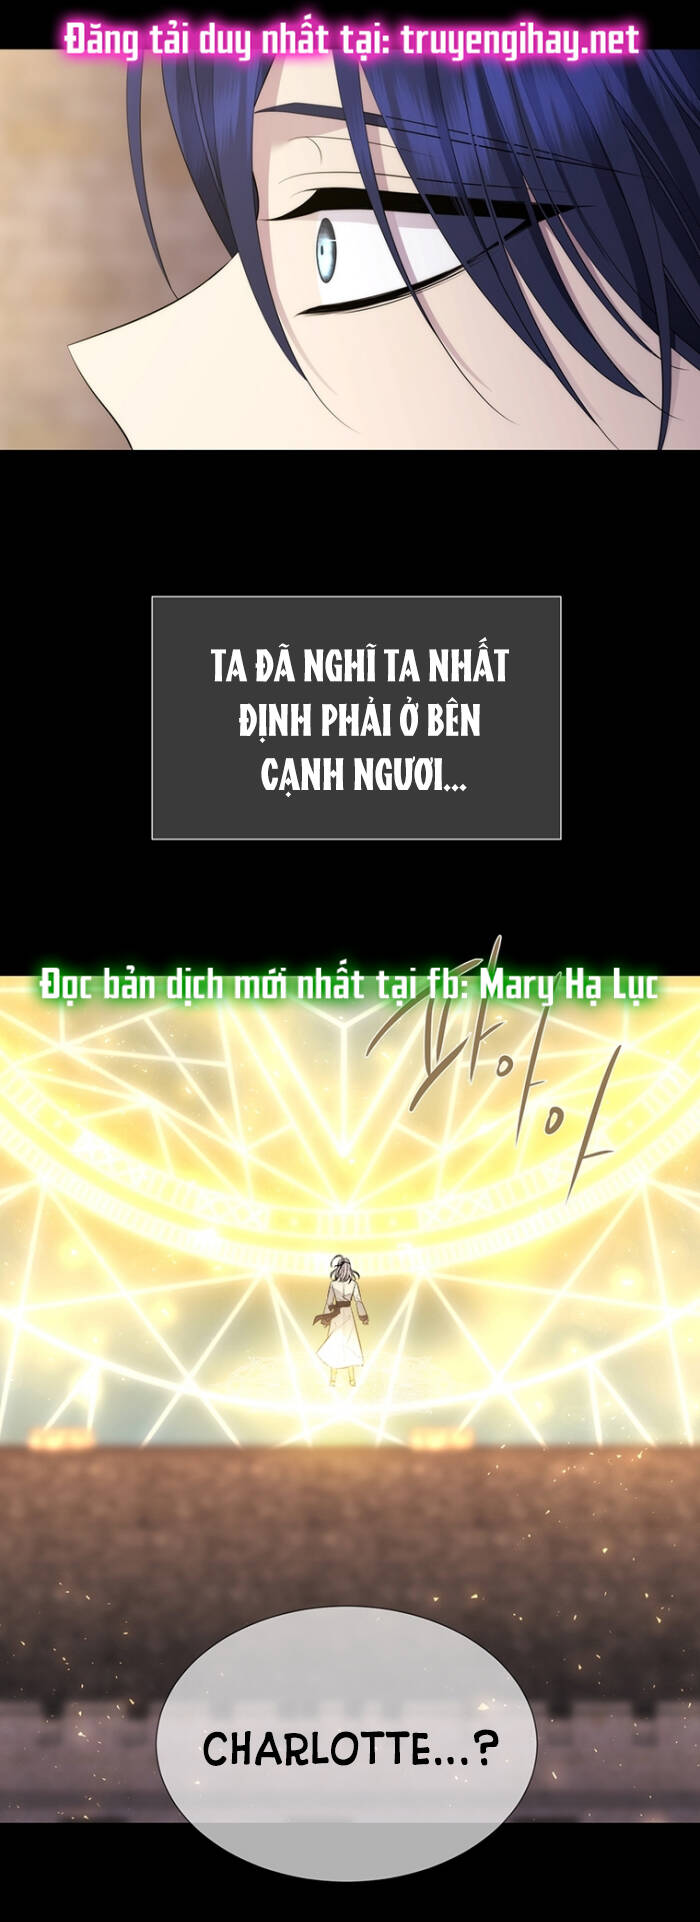 Đăng tải duy nhất tại: truyengihay.net
TA ĐÃ NGHĨ TA NHẤT
ĐỊNH PHẢI Ở BÊN
CẠNH NGƯƠI...
Đọc bản dịch mới nhất tại fb: Mary Hạ Lục
파아아
CHARLOTTE...?